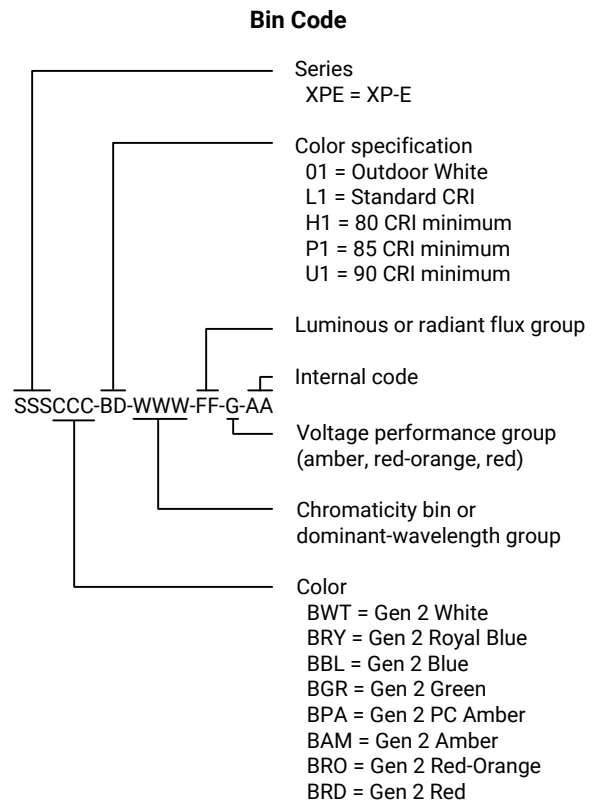 Bin Code
Series
XPE = XP-E
Color specification
01 = Outdoor White
L1 = Standard CRI
H1 = 80 CRI minimum
P1 = 85 CRI minimum
U1 = 90 CRI minimum
Luminous or radiant flux group
Internal code
SSSCCC-BD-WWW-FF-G-AA
Voltage performance group
(amber, red-orange, red)
Chromaticity bin or
dominant-wavelength group
Color
BWT = Gen 2 White
BRY = Gen 2 Royal Blue
BBL = Gen 2 Blue
BGR = Gen 2 Green
BPA = Gen 2 PC Amber
BAM = Gen 2 Amber
BRO = Gen 2 Red-Orange
BRD = Gen 2 Red